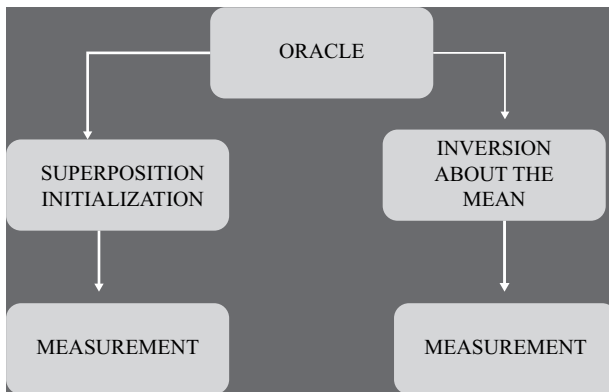 ORACLE
SUPERPOSITION
INITIALIZATION
INVERSION
ABOUT THE
MEAN
MEASUREMENT
MEASUREMENT